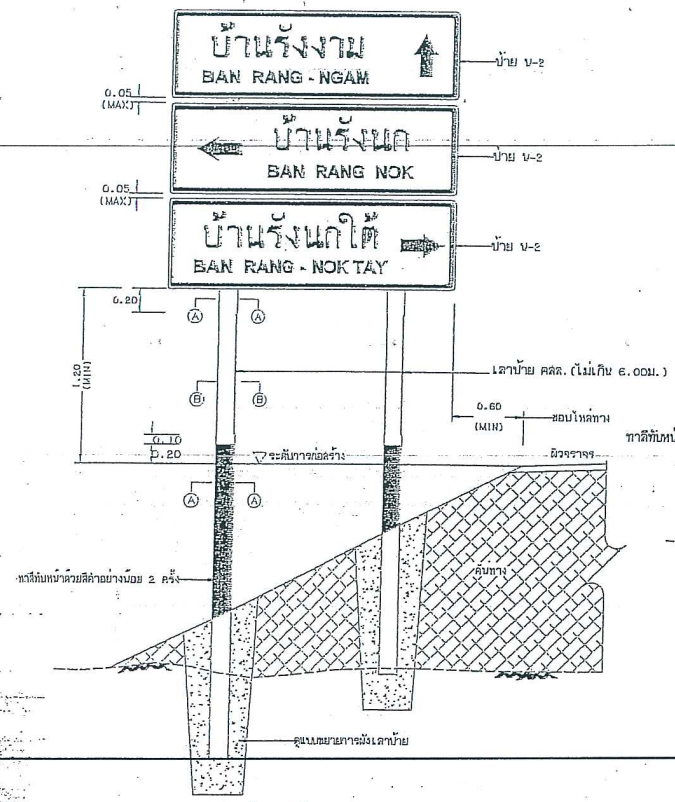 บ้านรังงาม
BAN RANG - NGAM
ป้าย น-2
0.05
(MAX)
บ้านรังนก
BAN RANG NOK
ป้าย น-2
0.05
(MAX)
บ้านรังนกใต้
BAN RANG - NOK TAY
ป้าย น-2
0.20
A A
1.20
(MIN)
เสาป้าย คสล. (ไม่เกิน 6.00ม.)
B B
0.60
(MIN)
ขอบไหล่ทาง
0.10
0.20
ระดับการก่อสร้าง
ผิวจราจร
A A
ทาสีทับหน้าด้วยสีดำอย่างน้อย 2 ครั้ง
คันทาง
ดูแบบขยายการฝังเสาป้าย